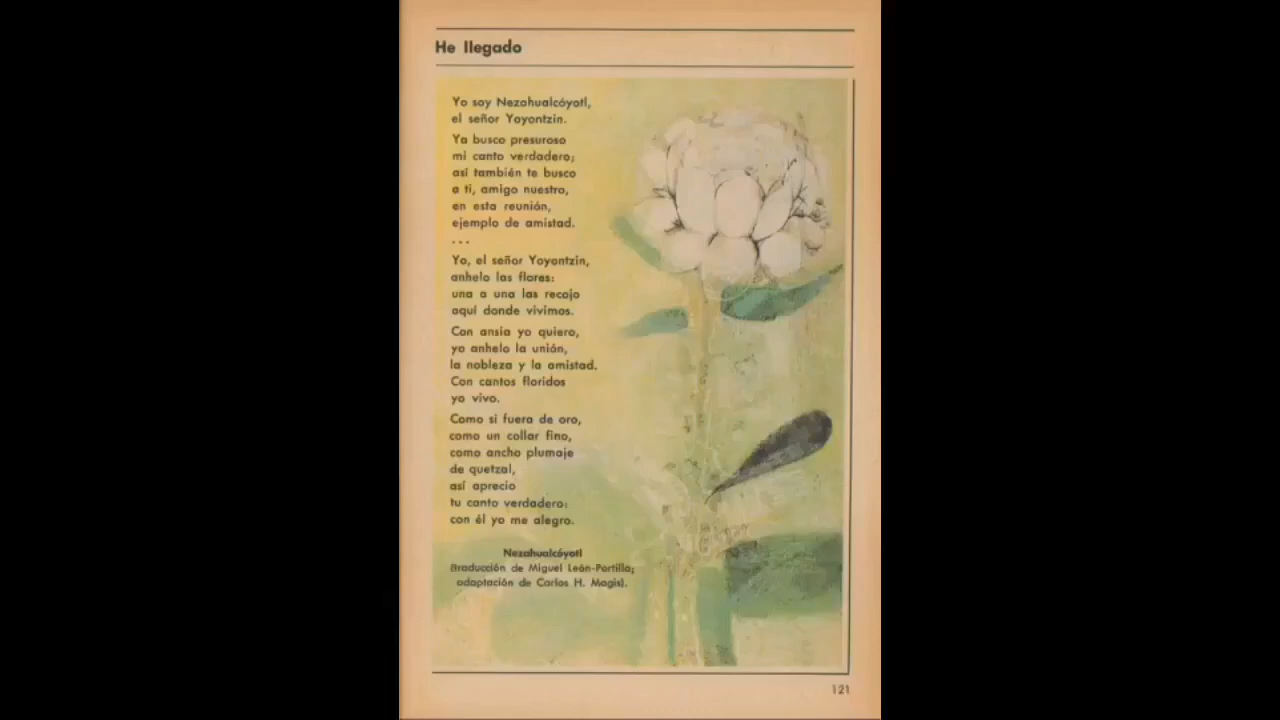 He llegado
Yo soy Nezahualcóyotl,
el señor Yoyontzin.
Ya busco presuroso
mi canto verdadero;
así también te busco
a ti, amigo nuestro,
en esta reunión,
ejemplo de amistad.
...
Yo, el señor Yoyontzin,
anhelo las flores:
una a una las recojo
aquí donde vivimos.
Con ansia yo quiero,
yo anhelo la unión,
la nobleza y la amistad.
Con cantos floridos
yo vivo.
Como si fuera de oro,
como un collar fino,
como ancho plumaje
de quetzal,
así aprecio
tu canto verdadero:
con él yo me alegro.
Nezahualcóyotl
(traducción de Miguel León-Portilla;
adaptación de Carlos H. Magis).
121